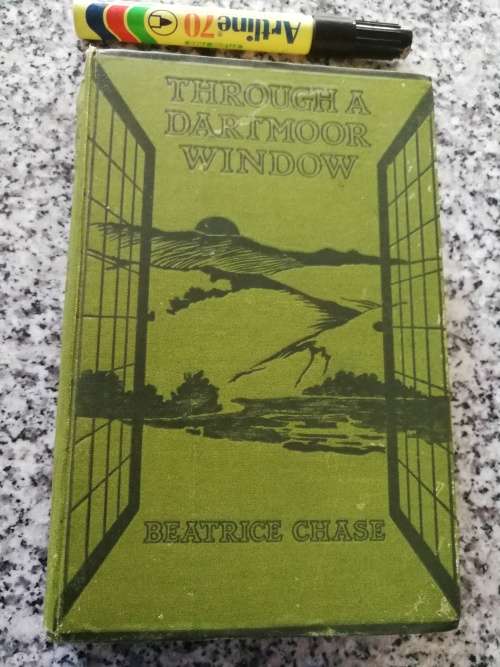 Artline 70
THROUGH A
DARTMOOR
WINDOW
BEATRICE CHASE